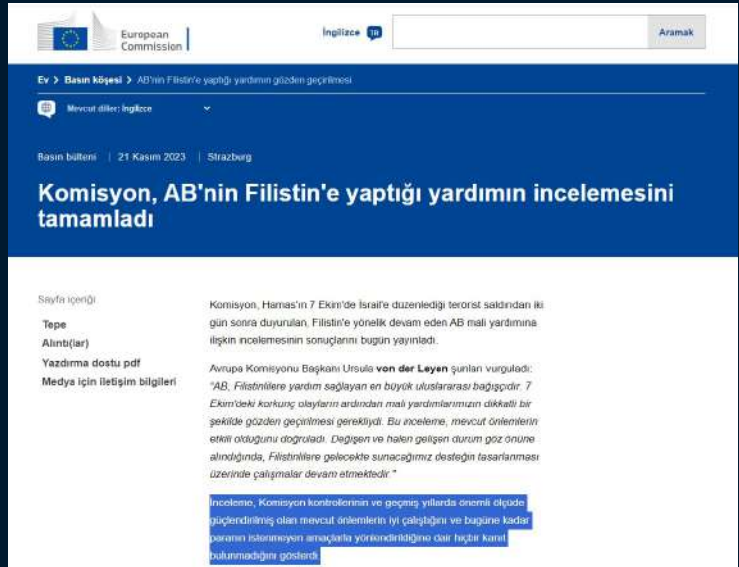 European
Commission
İngilizce
Aramak
Ev > Basın köşesi > AB'nin Filistin'e yaptığı yardımın gözden geçirilmesi
Mevcut diller: İngilizce
Basın bülteni | 21 Kasım 2023 | Strazburg
Komisyon, AB'nin Filistin'e yaptığı yardımın incelemesini
tamamladı
Sayfa içeriği
Tepe
Alıntı(lar)
Yazdırma dostu pdf
Medya için iletişim bilgileri
Komisyon, Hamas'ın 7 Ekim'de İsrail'e düzenlediği terörist saldırıdan iki
gün sonra duyurulan, Filistin'e yönelik devam eden AB mali yardımına
ilişkin incelemesinin sonuçlarını bugün yayınladı.
Avrupa Komisyonu Başkanı Ursula von der Leyen şunları vurguladı:
"AB, Filistinlilere yardım sağlayan en büyük uluslararası bağışçıdır. 7
Ekim'deki korkunç olayların ardından mali yardımlarımızın dikkatli bir
şekilde gözden geçirilmesi gerekliydi. Bu inceleme, mevcut önlemlerin
etkili olduğunu doğruladı. Değişen ve halen gelişen durum göz önüne
alındığında, Filistinlilere gelecekte sunacağımız desteğin tasarlanması
üzerinde çalışmalar devam etmektedir."
İnceleme, Komisyon kontrollerinin ve geçmiş yıllarda önemli ölçüde
güçlendirilmiş olan mevcut önlemlerin iyi çalıştığını ve bugüne kadar
paranın istenmeyen amaçlarla yönlendirildiğine dair hiçbir kanıt
bulunmadığını gösterdi.